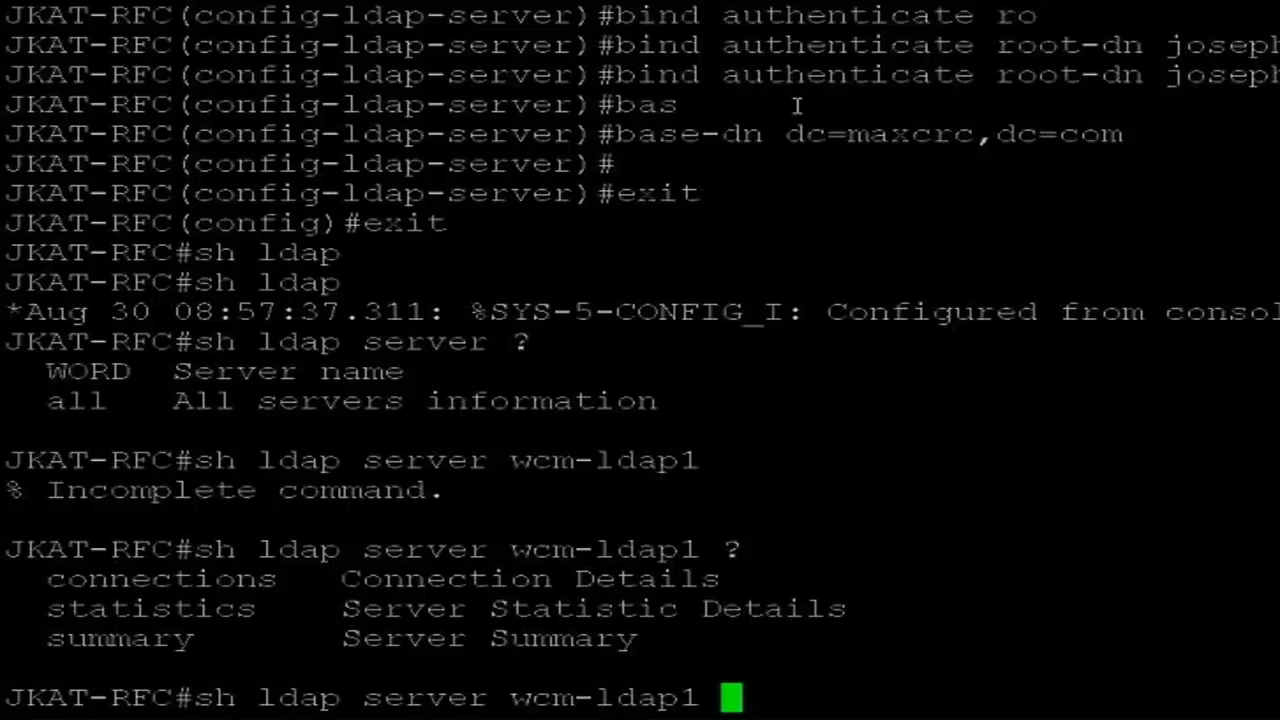 JKAT-RFC(config-ldap-server)#bind authenticate ro
JKAT-RFC(config-ldap-server)#bind authenticate root-dn joseph
JKAT-RFC(config-ldap-server)#bind authenticate root-dn joseph
JKAT-RFC(config-ldap-server)#bas
JKAT-RFC(config-ldap-server)#base-dn dc=maxcrc,dc=com
JKAT-RFC(config-ldap-server)#
JKAT-RFC(config-ldap-server)#exit
JKAT-RFC(config)#exit
JKAT-RFC#sh ldap
JKAT-RFC#sh ldap
*Aug 30 08:57:37.311: %SYS-5-CONFIG_I: Configured from consol
JKAT-RFC#sh ldap server ?
WORD Server name
all All servers information
JKAT-RFC#sh ldap server wcm-ldap1
% Incomplete command.
JKAT-RFC#sh ldap server wcm-ldap1 ?
connections Connection Details
statistics Server Statistic Details
summary Server Summary
JKAT-RFC#sh ldap server wcm-ldap1